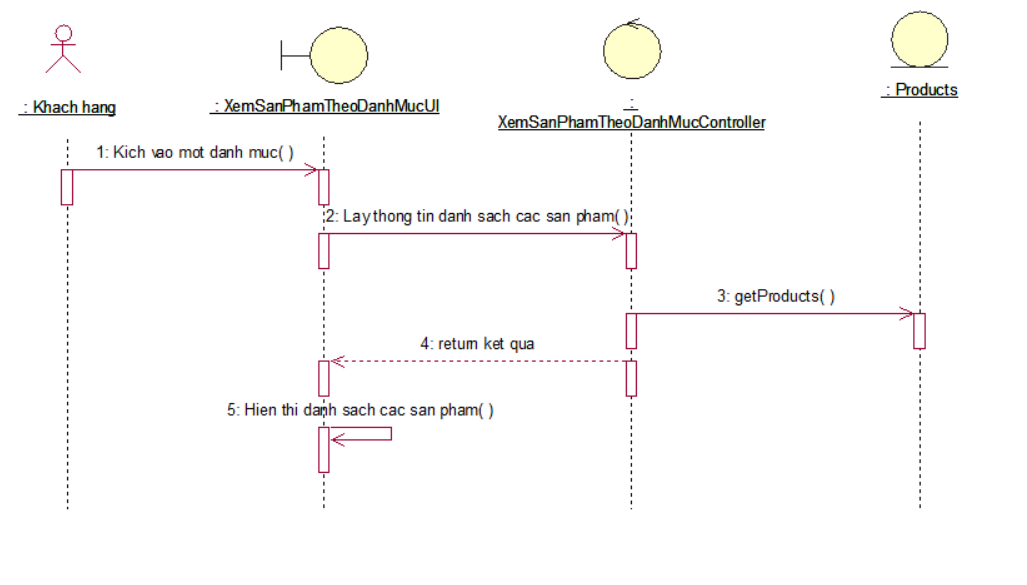 : Khach hang
: XemSanPhamTheoDanhMucUI
:
XemSanPhamTheoDanhMucController
: Products
1: Kich vao mot danh muc( )
2: Lay thong tin danh sach cac san pham( )
3: getProducts( )
4: return ket qua
5: Hien thi danh sach cac san pham( )